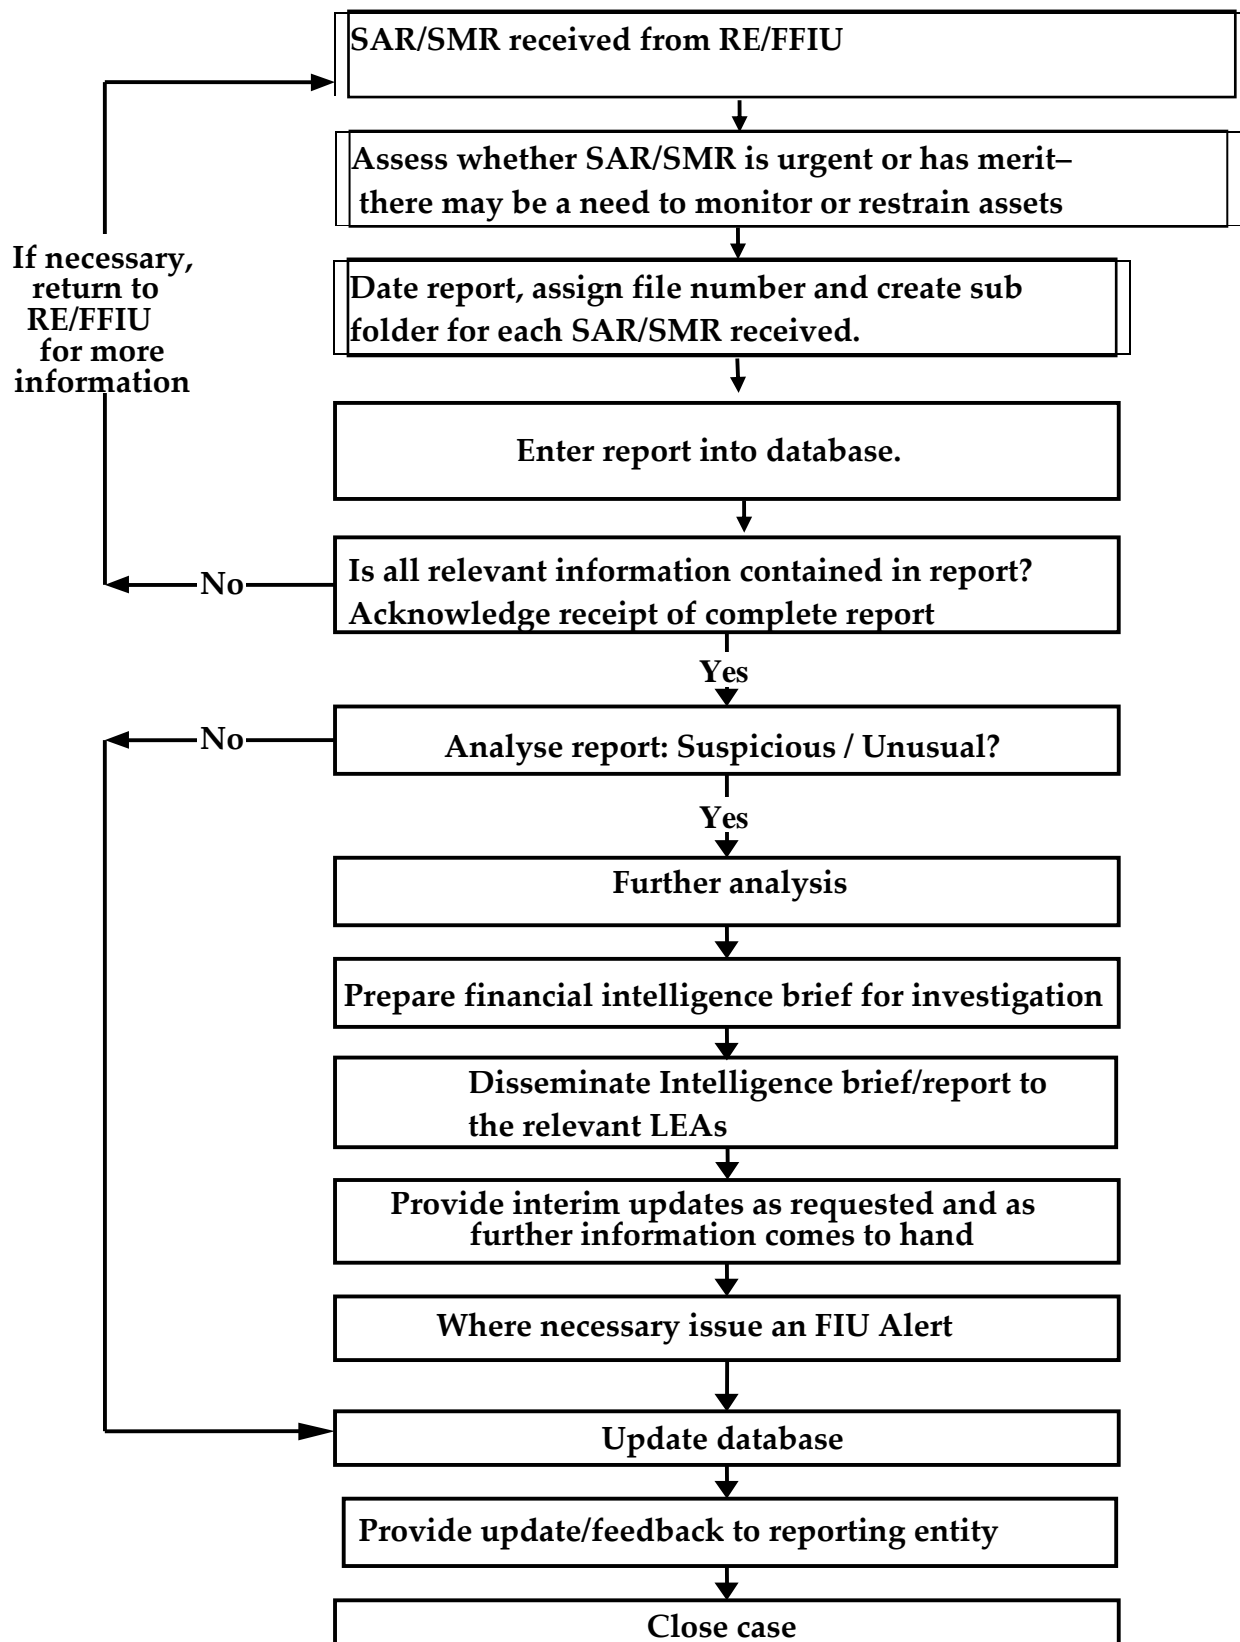 SAR/SMR received from RE/FFIU
Assess whether SAR/SMR is urgent or has merit–
there may be a need to monitor or restrain assets
If necessary,
return to
RE/FFIU
for more
information
Date report, assign file number and create sub
folder for each SAR/SMR received.
Enter report into database.
No
Is all relevant information contained in report?
Acknowledge receipt of complete report
Yes
No
Analyse report: Suspicious / Unusual?
Yes
Further analysis
Prepare financial intelligence brief for investigation
Disseminate Intelligence brief/report to
the relevant LEAs
Provide interim updates as requested and as
further information comes to hand
Where necessary issue an FIU Alert
Update database
Provide update/feedback to reporting entity
Close case